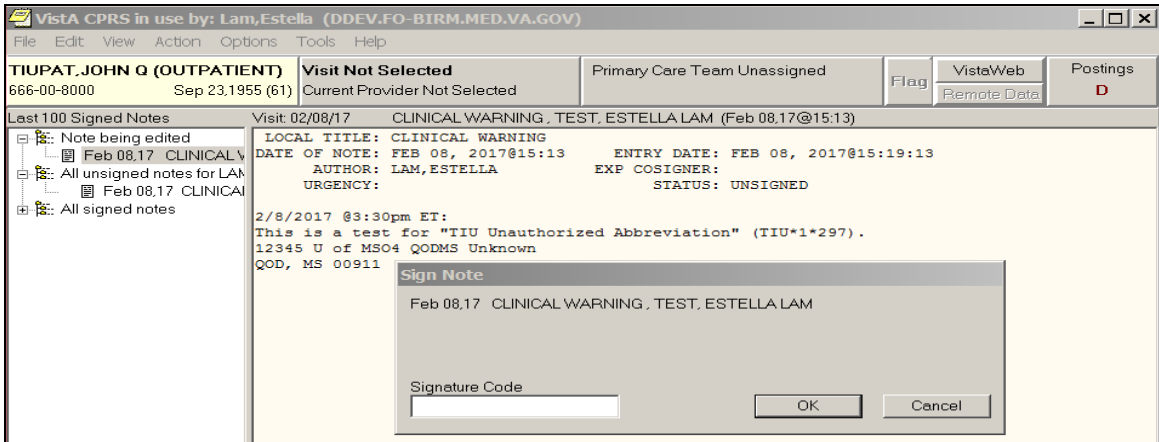 VistA CPRS in use by: Lam,Estella (DDEV.FO-BIRM.MED.VA.GOV)
File Edit View Action Options Tools Help
TIUPAT,JOHN Q (OUTPATIENT) Visit Not Selected Primary Care Team Unassigned Flag VistaWeb Postings
666-00-8000 Sep 23,1955 (61) Current Provider Not Selected Remote Data D
Last 100 Signed Notes Visit: 02/08/17 CLINICAL WARNING , TEST, ESTELLA LAM (Feb 08,17@15:13)
Note being edited
Feb 08,17 CLINICAL
All unsigned notes for LAM
Feb 08,17 CLINICAL
All signed notes
LOCAL TITLE: CLINICAL WARNING
DATE OF NOTE: FEB 08, 2017@15:13 ENTRY DATE: FEB 08, 2017@15:19:13
AUTHOR: LAM,ESTELLA EXP COSIGNER:
URGENCY: STATUS: UNSIGNED
2/8/2017 @3:30pm ET:
This is a test for "TIU Unauthorized Abbreviation" (TIU*1*297).
12345 U of MSO4 QODMS Unknown
QOD, MS 00911
Sign Note
Feb 08,17 CLINICAL WARNING , TEST, ESTELLA LAM
Signature Code
OK Cancel